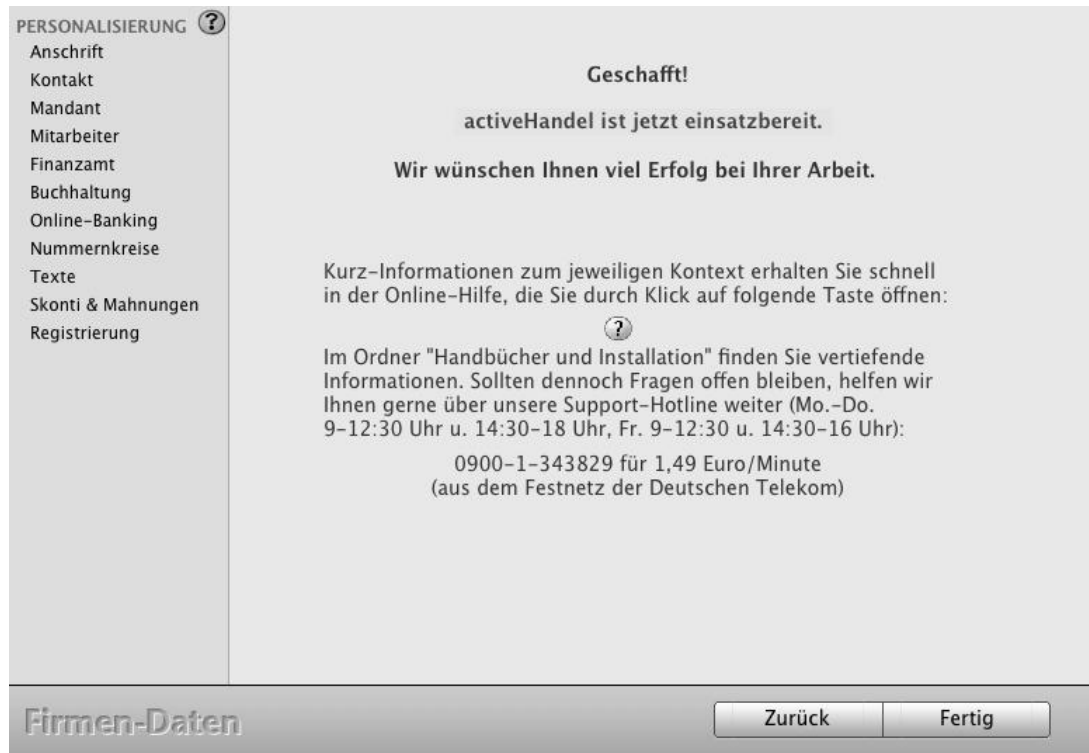 PERSONALISIERUNG ?
Anschrift
Kontakt
Mandant
Mitarbeiter
Finanzamt
Buchhaltung
Online-Banking
Nummernkreise
Texte
Skonti & Mahnungen
Registrierung
Geschafft!
activeHandel ist jetzt einsatzbereit.
Wir wünschen Ihnen viel Erfolg bei Ihrer Arbeit.
Kurz-Informationen zum jeweiligen Kontext erhalten Sie schnell
in der Online-Hilfe, die Sie durch Klick auf folgende Taste öffnen:
?
Im Ordner "Handbücher und Installation" finden Sie vertiefende
Informationen. Sollten dennoch Fragen offen bleiben, helfen wir
Ihnen gerne über unsere Support-Hotline weiter (Mo.-Do.
9-12:30 Uhr u. 14:30-18 Uhr, Fr. 9-12:30 u. 14:30-16 Uhr):
0900-1-343829 für 1,49 Euro/Minute
(aus dem Festnetz der Deutschen Telekom)
Firmen-Daten
Zurück Fertig